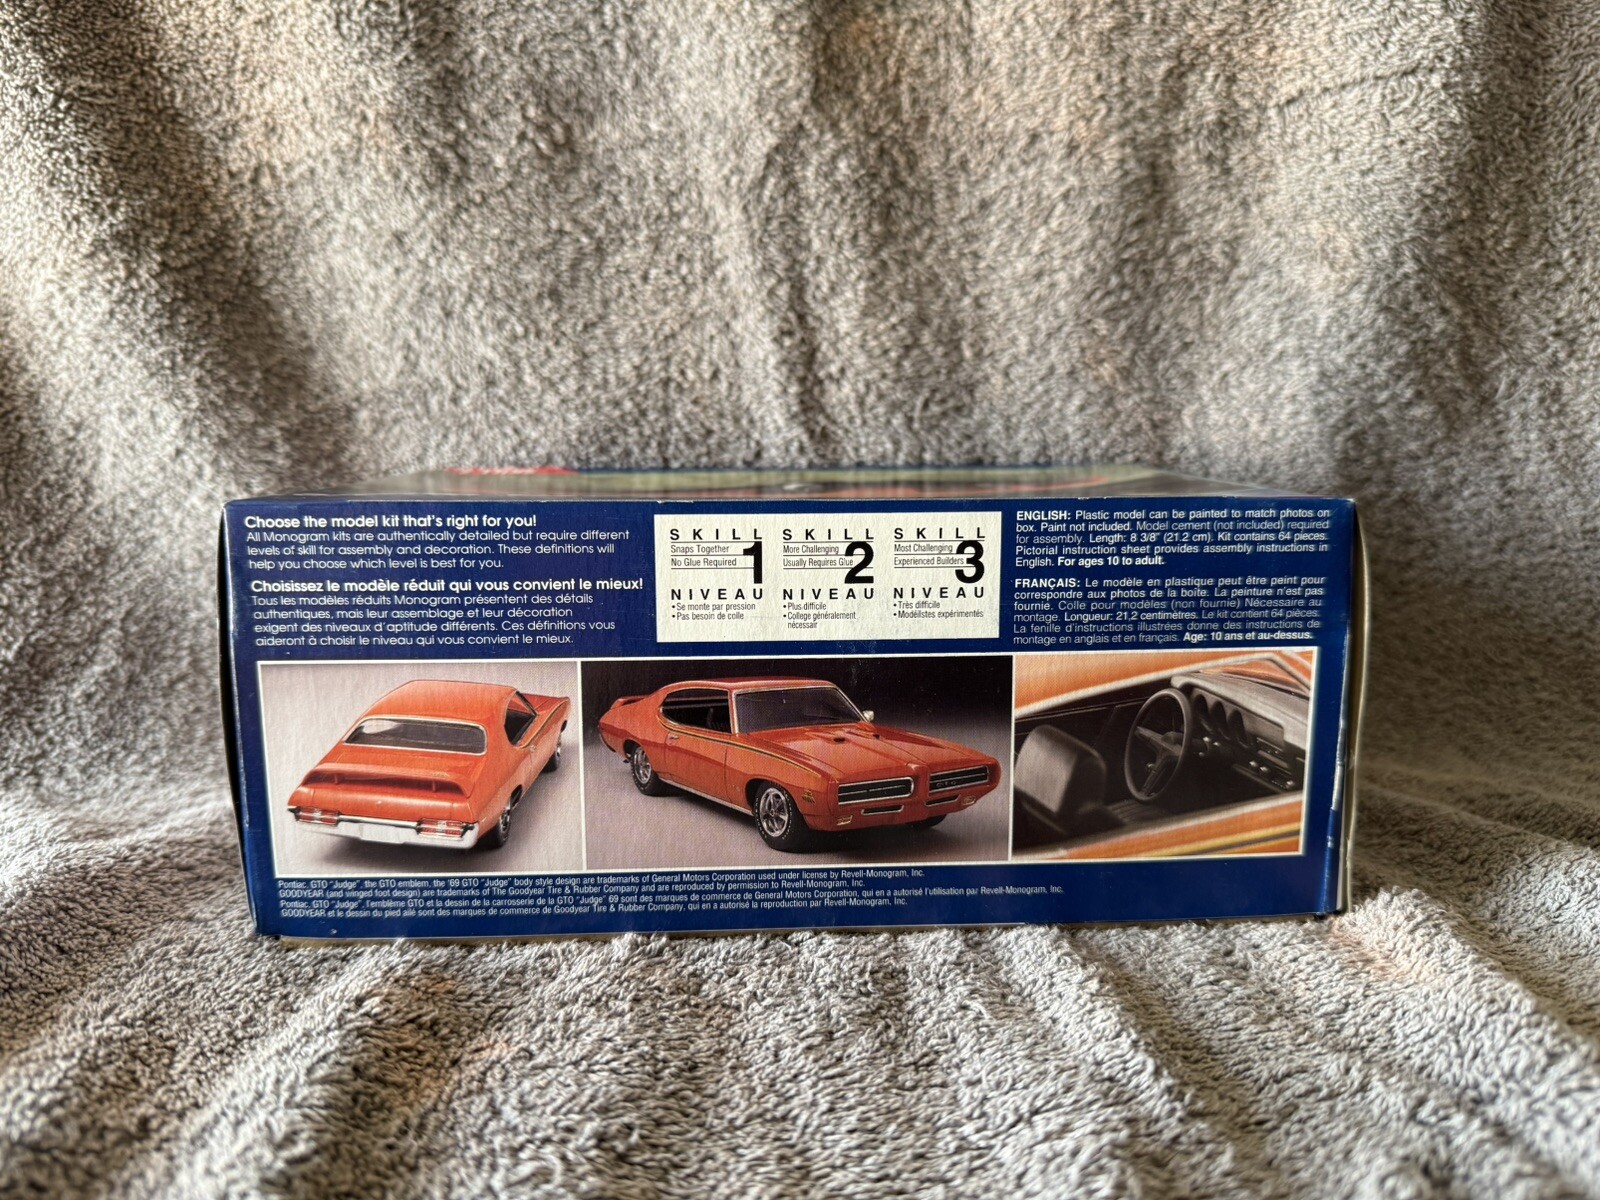 Choose the model kit that's right for you!
All Monogram kits are authentically detailed but require different
levels of skill for assembly and decoration. These definitions will
help you choose which level is best for you.
Choisissez le modèle réduit qui vous convient le mieux!
Tous les modèles réduits Monogram présentent des détails
authentiques, mais leur assemblage et leur décoration
exigent des niveaux d'aptitude différents. Ces définitions vous
aideront à choisir le niveau qui vous convient le mieux.
SKILL 1
Snaps Together
No Glue Required
NIVEAU
• Se monte par pression
• Pas besoin de colle
SKILL 2
More Challenging
Usually Requires Glue
NIVEAU
• Plus difficile
• College généralement
nécessair
SKILL 3
Most Challenging
Experienced Builders
NIVEAU
• Très difficile
• Modélistes expérimentés
ENGLISH: Plastic model can be painted to match photos on
box. Paint not included. Model cement (not included) required
for assembly. Length: 8 3/8" (21.2 cm). Kit contains 64 pieces.
Pictorial instruction sheet provides assembly instructions in
English. For ages 10 to adult.
FRANÇAIS: Le modèle en plastique peut être peint pour
correspondre aux photos de la boîte. La peinture n'est pas
fournie. Colle pour modèles (non fournie) Nécessaire au
montage. Longueur: 21,2 centimètres. Le kit contient 64 pièces.
La fenille d'instructions illustrées donne des instructions de
montage en anglais et en français. Age: 10 ans et au-dessus.
Pontiac, GTO "Judge", the GTO emblem, the '69 GTO "Judge" body style design are trademarks of General Motors Corporation used under license by Revell-Monogram, Inc.
GOODYEAR (and winged foot design) are trademarks of The Goodyear Tire & Rubber Company and are reproduced by permission to Revell-Monogram, Inc.
Pontiac, GTO "Judge", l'emblème GTO et la dessin de la carrosserie de la GTO "Judge" 69 sont des marques de commerce de General Motors Corporation, qui en a autorisé l'utilisation par Revell-Monogram, Inc.
GOODYEAR et le dessin du pied ailé sont des marques de commerce de Goodyear Tire & Rubber Company, qui en a autorisé la reproduction par Revell-Monogram, Inc.